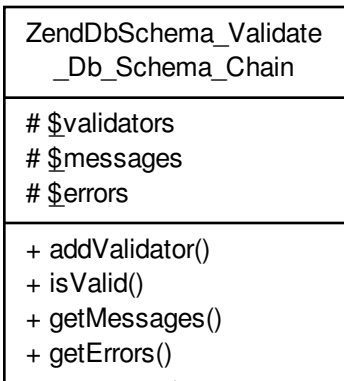 ZendDbSchema_Validate
_Db_Schema_Chain
# $validators
# $messages
# $errors
+ addValidator()
+ isValid()
+ getMessages()
+ getErrors()